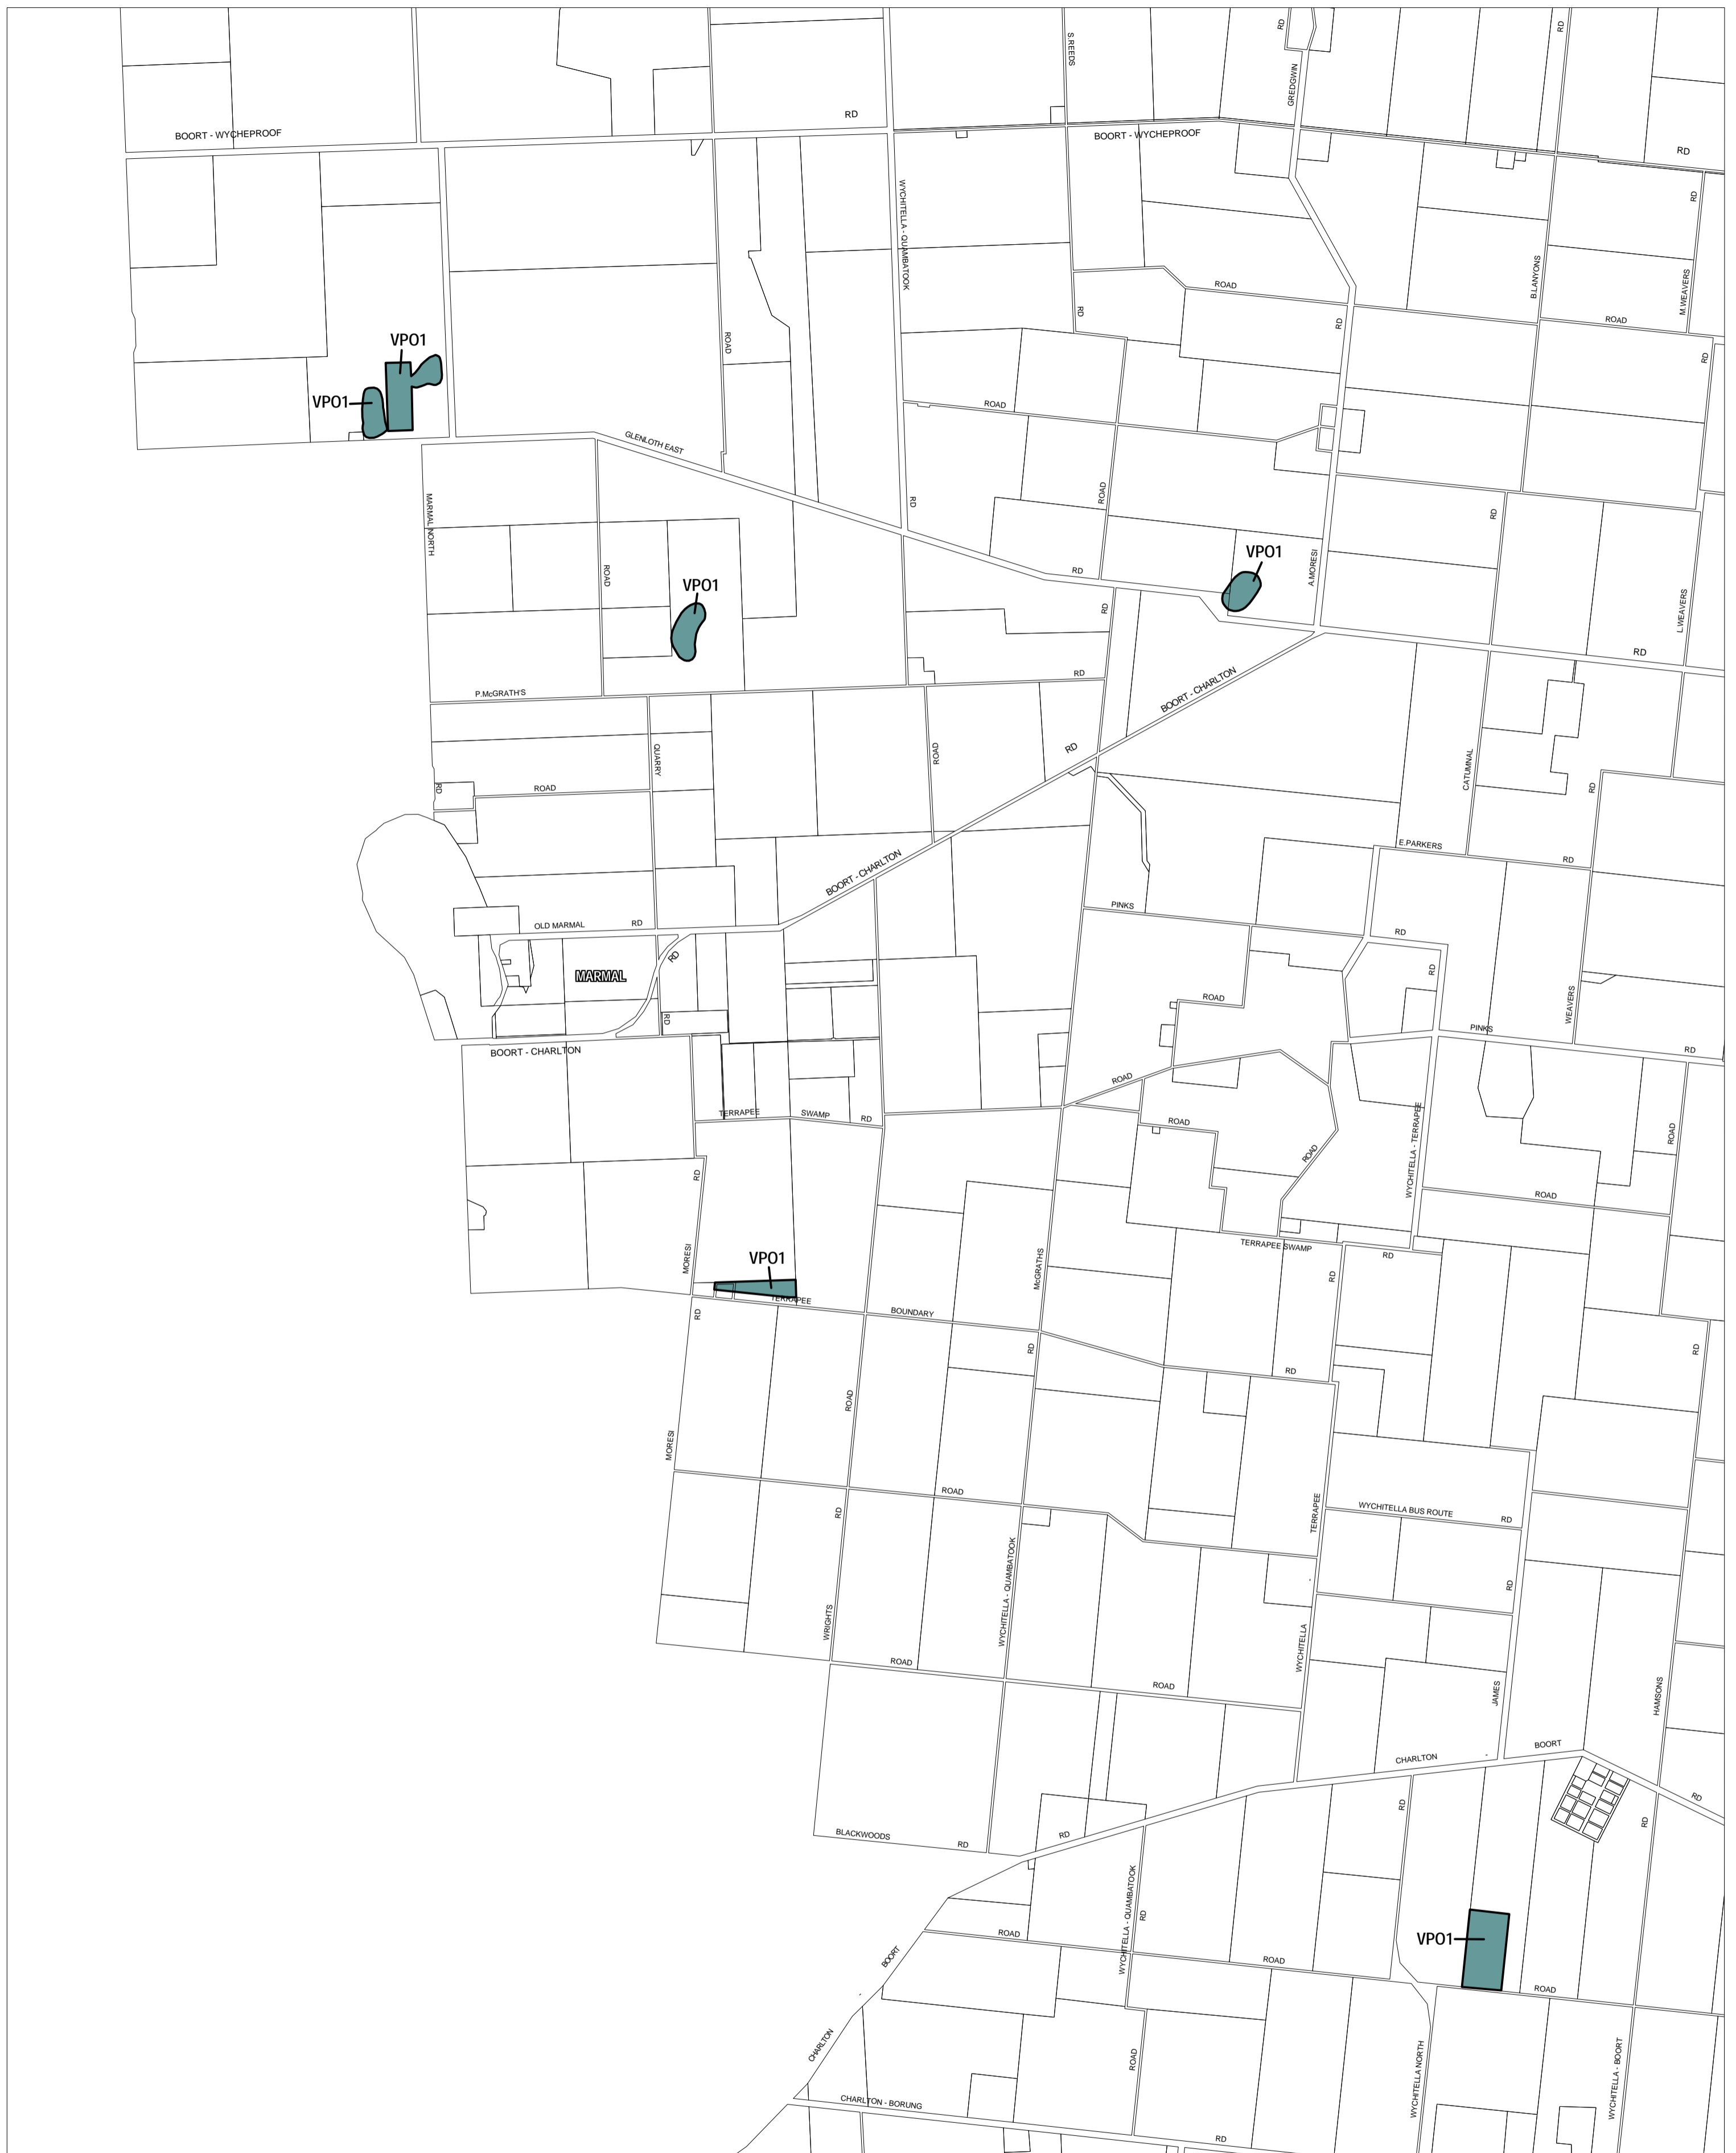 RD
RD
S.REEDS
GREDGWIN
RD
BOORT - WYCHEPROOF
BOORT - WYCHEPROOF
RD
RD
WYCHITELLA - QUAMBATOOK
B.LANYONS
M.WEAVERS
ROAD
RD
RD
ROAD
ROAD
RD
VPO1
VPO1
ROAD
GLENLOTH EAST
MARMAL NORTH
RD
ROAD
RD
VPO1
A.MORESI
RD
ROAD
VPO1
RD
L.WEAVERS
RD
RD
P.McGRATH'S
BOORT - CHARLTON
RD
ROAD
QUARRY
CATUMNAL
RD
ROAD
RD
E.PARKERS
RD
BOORT - CHARLTON
PINKS
OLD MARMAL
RD
RD
MARMAL
RD
RD
ROAD
RD
WEAVERS
PINKS
RD
BOORT - CHARLTON
ROAD
TERRAPEE
SWAMP
RD
ROAD
ROAD
WYCHITELLA - TERRAPEE
ROAD
RD
ROAD
MORESI
VPO1
McGRATHS
TERRAPEE SWAMP
RD
RD
TERRAPEE
BOUNDARY
RD
RD
RD
RD
ROAD
MORESI
ROAD
WYCHITELLA BUS ROUTE
RD
TERRAPEE
RD
WYCHITELLA - QUAMBATOOK
RD
WRIGHTS
WYCHITELLA
ROAD
ROAD
JAMES
HAMSONS
CHARLTON
BOORT
RD
RD
RD
BLACKWOODS
RD
RD
WYCHITELLA - QUAMBATOOK
RD
ROAD
BOORT
ROAD
VPO1
ROAD
CHARLTON
ROAD
WYCHITELLA NORTH
WYCHITELLA - BOORT
CHARLTON - BORUNG
RD